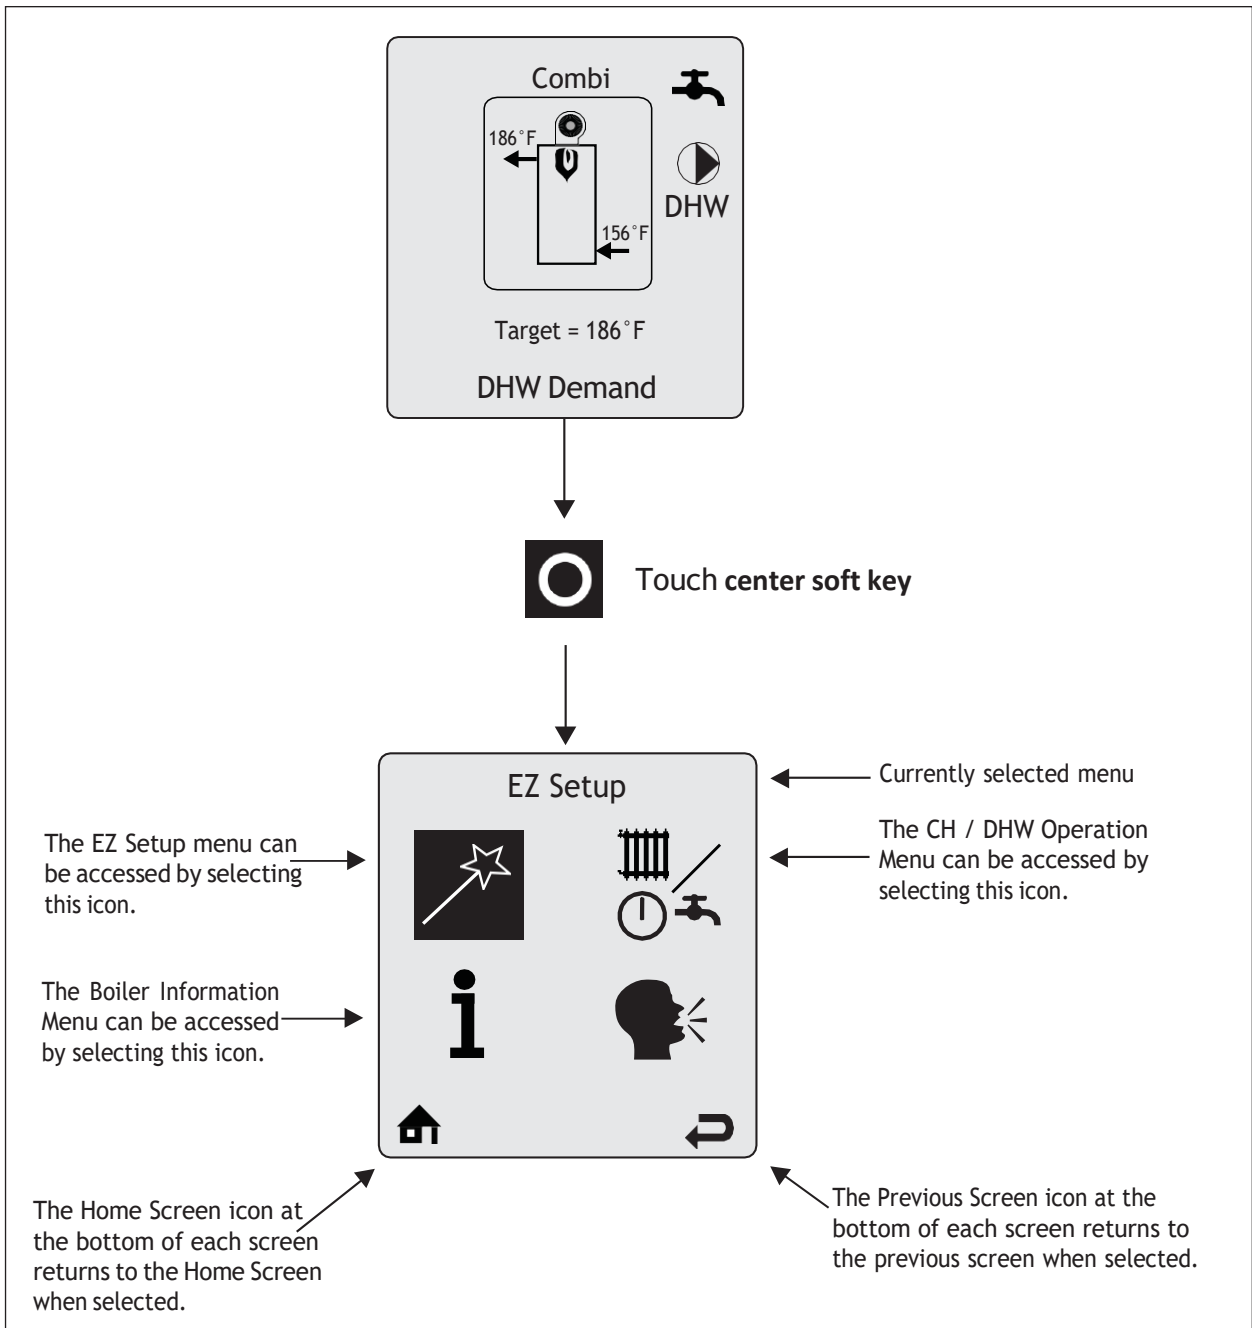 Combi
186°F
DHW
156°F
Target = 186°F
DHW Demand
Touch center soft key
EZ Setup
Currently selected menu
The EZ Setup menu can
be accessed by selecting
this icon.
The CH / DHW Operation
Menu can be accessed by
selecting this icon.
The Boiler Information
Menu can be accessed
by selecting this icon.
The Home Screen icon at
the bottom of each screen
returns to the Home Screen
when selected.
The Previous Screen icon at the
bottom of each screen returns to
the previous screen when selected.